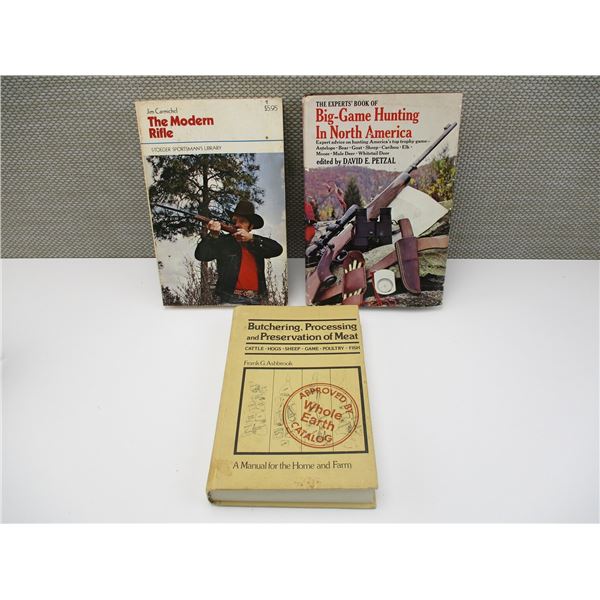 Jim Carmichel
$5.95
The Modern
Rifle
STOEGER SPORTSMAN'S LIBRARY
THE EXPERTS' BOOK OF
Big-Game Hunting
In North America
Expert advice on hunting America's top trophy game—
Antelope • Bear • Goat • Sheep • Caribou • Elk •
Moose • Mule Deer • Whitetail Deer
edited by DAVID E. PETZAL
Butchering, Processing
and Preservation of Meat
CATTLE • HOGS • SHEEP • GAME • POULTRY • FISH
Frank G. Ashbrook
APPROVED BY
Whole
Earth
CATALOG
A Manual for the Home and Farm